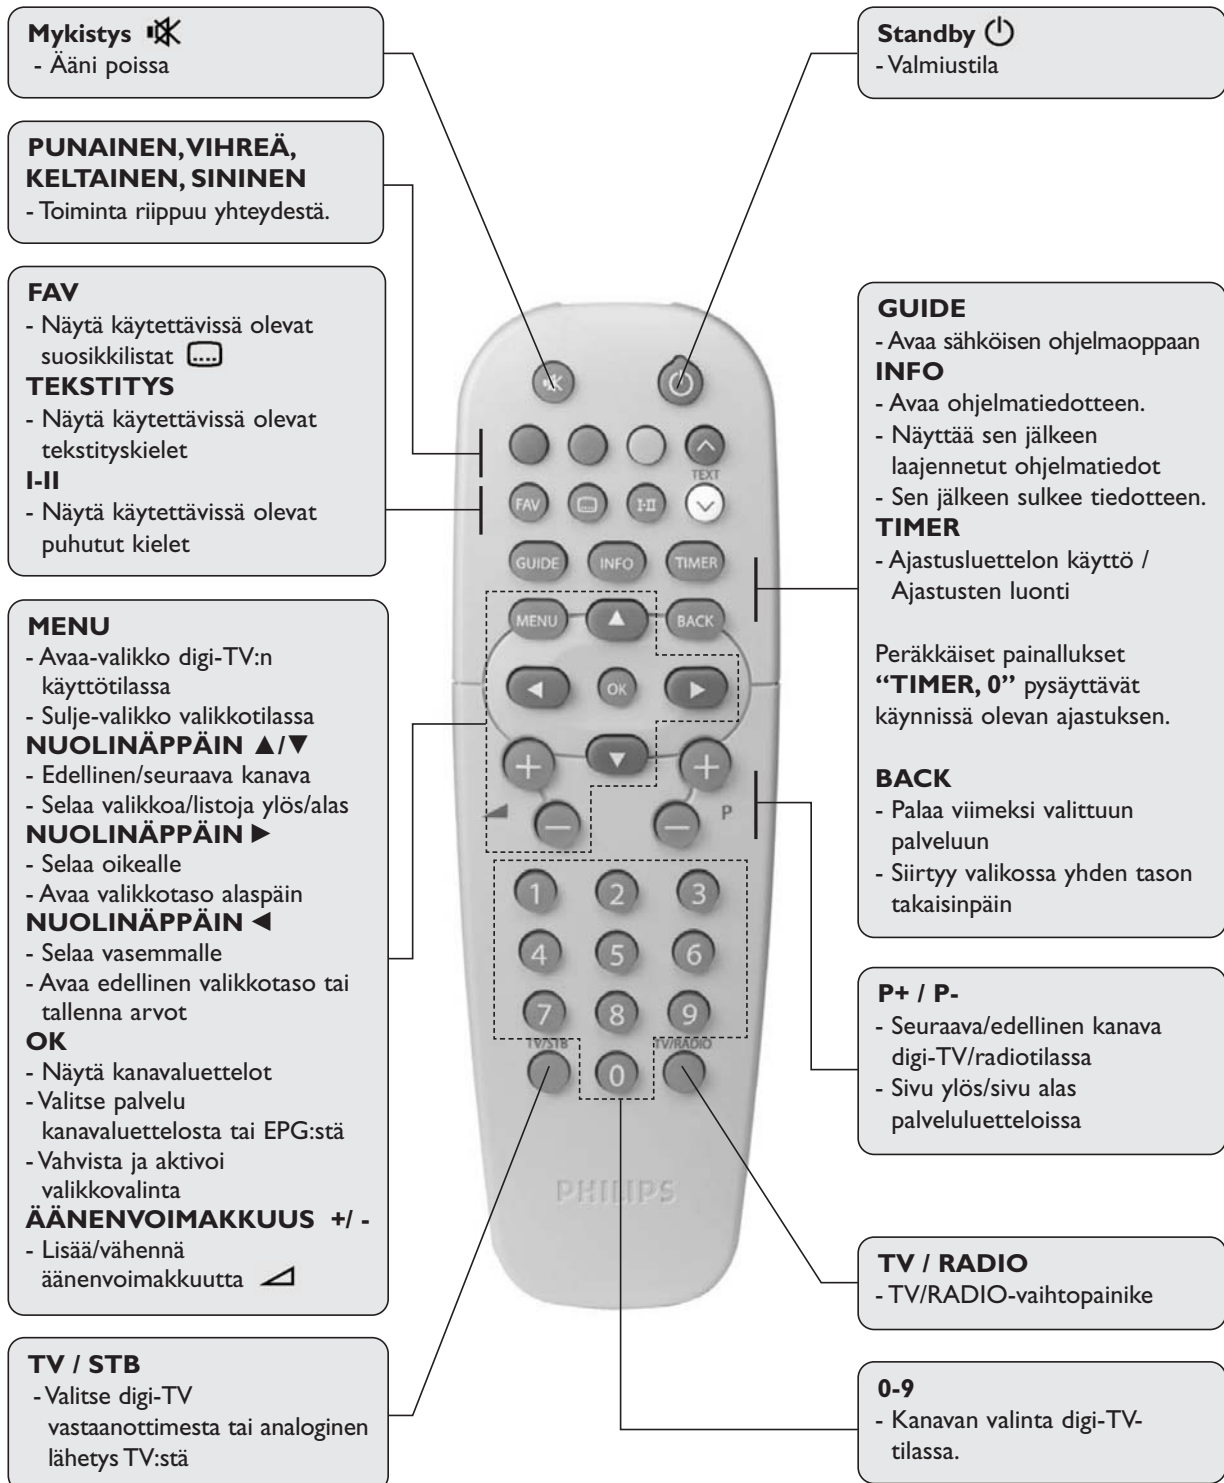 Mykistys
- Ääni poissa
PUNAINEN, VIHREÄ,
KELTAINEN, SININEN
- Toiminta riippuu yhteydestä.
FAV
- Näytä käytettävissä olevat
suosikkilistat
TEKSTITYS
- Näytä käytettävissä olevat
tekstityskielet
I-II
- Näytä käytettävissä olevat
puhutut kielet
MENU
- Avaa-valikko digi-TV:n
käyttötilassa
- Sulje-valikko valikkotilassa
NUOLINÄPPÄIN ▲/▼
- Edellinen/seuraava kanava
- Selaa valikkoa/listoja ylös/alas
NUOLINÄPPÄIN ►
- Selaa oikealle
- Avaa valikkotaso alaspäin
NUOLINÄPPÄIN ◄
- Selaa vasemmalle
- Avaa edellinen valikkotaso tai
tallenna arvot
OK
- Näytä kanavaluettelot
- Valitse palvelu
kanavaluettelosta tai EPG:stä
- Vahvista ja aktivoi
valikkovalinta
ÄÄNENVOIMAKKUUS +/ -
- Lisää/vähennä
äänenvoimakkuutta
TV / STB
- Valitse digi-TV
vastaanottimesta tai analoginen
lähetys TV:stä
TEXT
FAV I-II
GUIDE INFO TIMER
MENU ▲ BACK
◄ OK ►
+ ▼ +
- - P
1 2 3
4 5 6
7 8 9
TV/STB TV/RADIO
0
PHILIPS
Standby
- Valmiustila
GUIDE
- Avaa sähköisen ohjelmaoppaan
INFO
- Avaa ohjelmatiedotteen.
- Näyttää sen jälkeen
laajennetut ohjelmatiedot
- Sen jälkeen sulkee tiedotteen.
TIMER
- Ajastusluettelon käyttö /
Ajastusten luonti
Peräkkäiset painallukset
“TIMER, 0” pysäyttävät
käynnissä olevan ajastuksen.
BACK
- Palaa viimeksi valittuun
palveluun
- Siirtyy valikossa yhden tason
takaisinpäin
P+ / P-
- Seuraava/edellinen kanava
digi-TV/radiotilassa
- Sivu ylös/sivu alas
palveluluetteloissa
TV / RADIO
- TV/RADIO-vaihtopainike
0-9
- Kanavan valinta digi-TV-
tilassa.